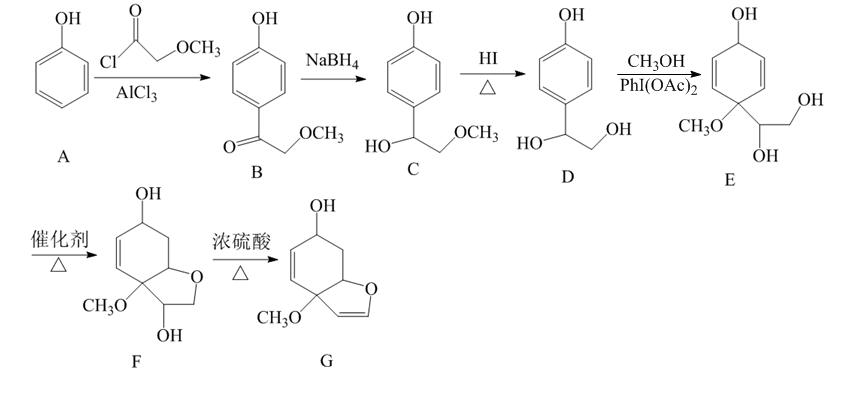 OH
O
Cl
OCH₃
AlCl₃
A
OH
O
OCH₃
B
NaBH₄
OH
HO
OCH₃
C
HI
△
OH
HO
OH
D
CH₃OH
PhI(OAc)₂
OH
CH₃O
OH
OH
E
催化剂
△
OH
O
CH₃O
OH
F
浓硫酸
△
OH
O
CH₃O
G